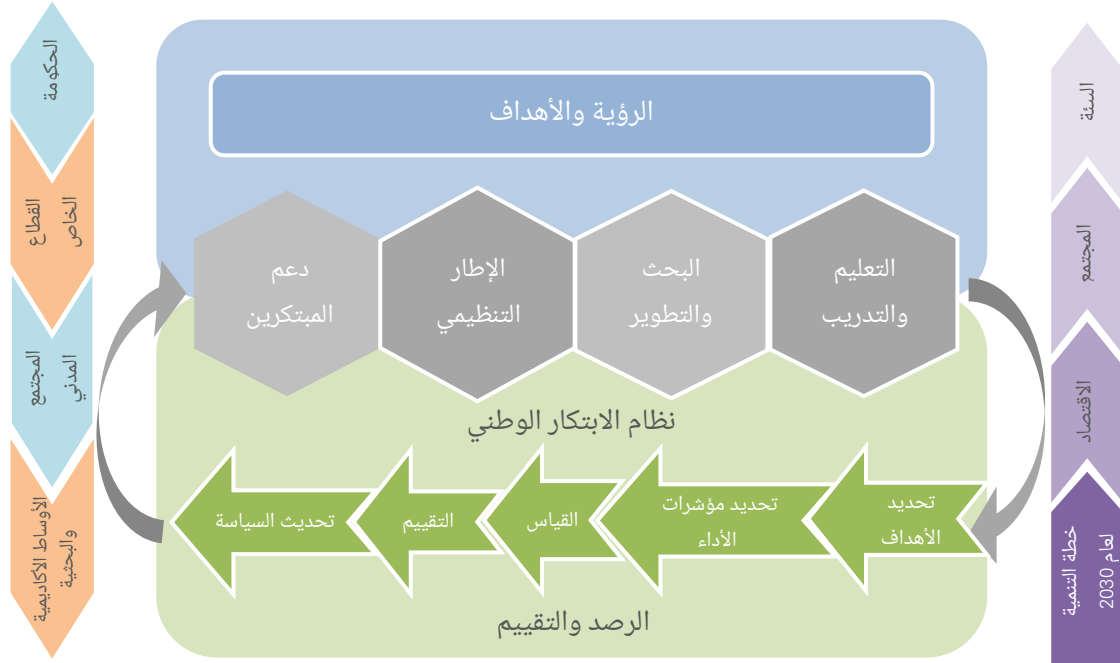 الرؤية والأهداف
التعليم
والتدريب
البحث
والتطوير
الإطار
التنظيمي
دعم
المبتكرين
نظام الابتكار الوطني
تحديد
الأهداف
تحديد مؤشرات
الأداء
القياس
التقييم
تحديث السياسة
الرصد والتقييم
البيئة
المجتمع
الاقتصاد
خطة التنمية
لعام 2030
الحكومة
القطاع
الخاص
المجتمع
المدني
الأوساط الأكاديمية
والبحثية